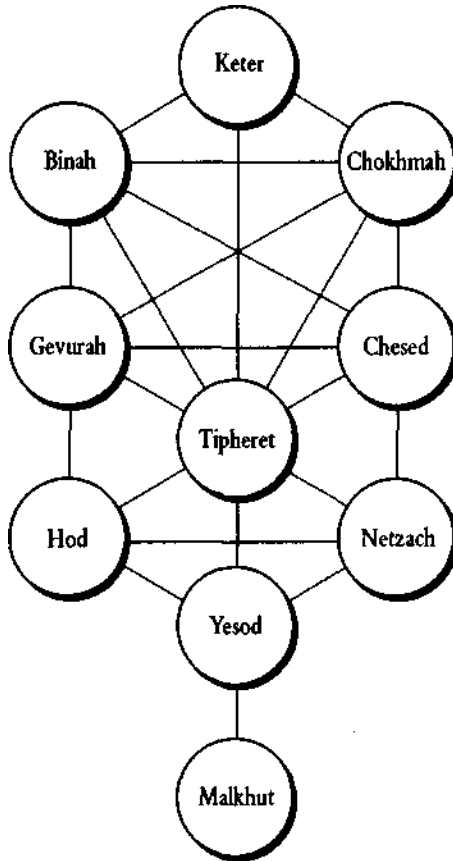 Keter
Binah
Chokhmah
Gevurah
Chesed
Tipheret
Hod
Netzach
Yesod
Malkhut